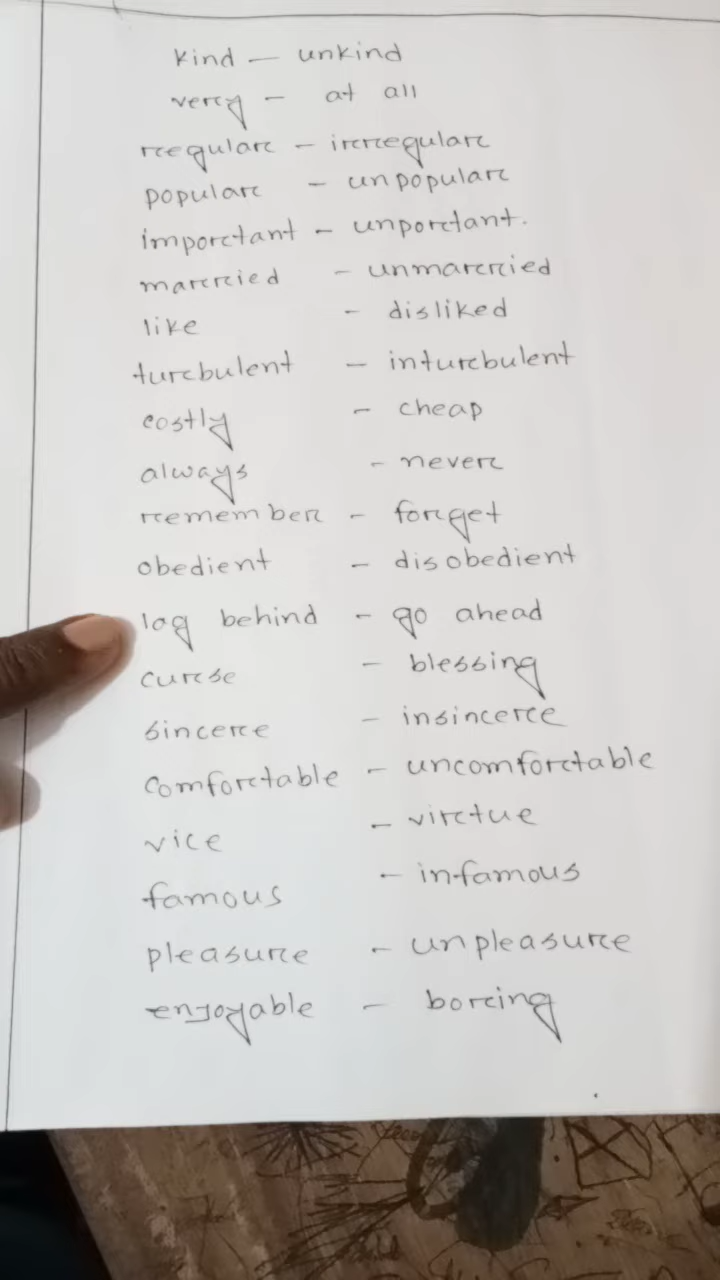 kind — unkind
very - at all
regular - irregular
popular - unpopular
important - unportant.
married - unmarried
like - disliked
turbulent - inturbulent
costly - cheap
always - never
remember - forget
obedient - disobedient
lag behind - go ahead
curse - blessing
sincere - insincere
comfortable - uncomfortable
vice - virtue
famous - infamous
pleasure - unpleasure
enjoyable - boring